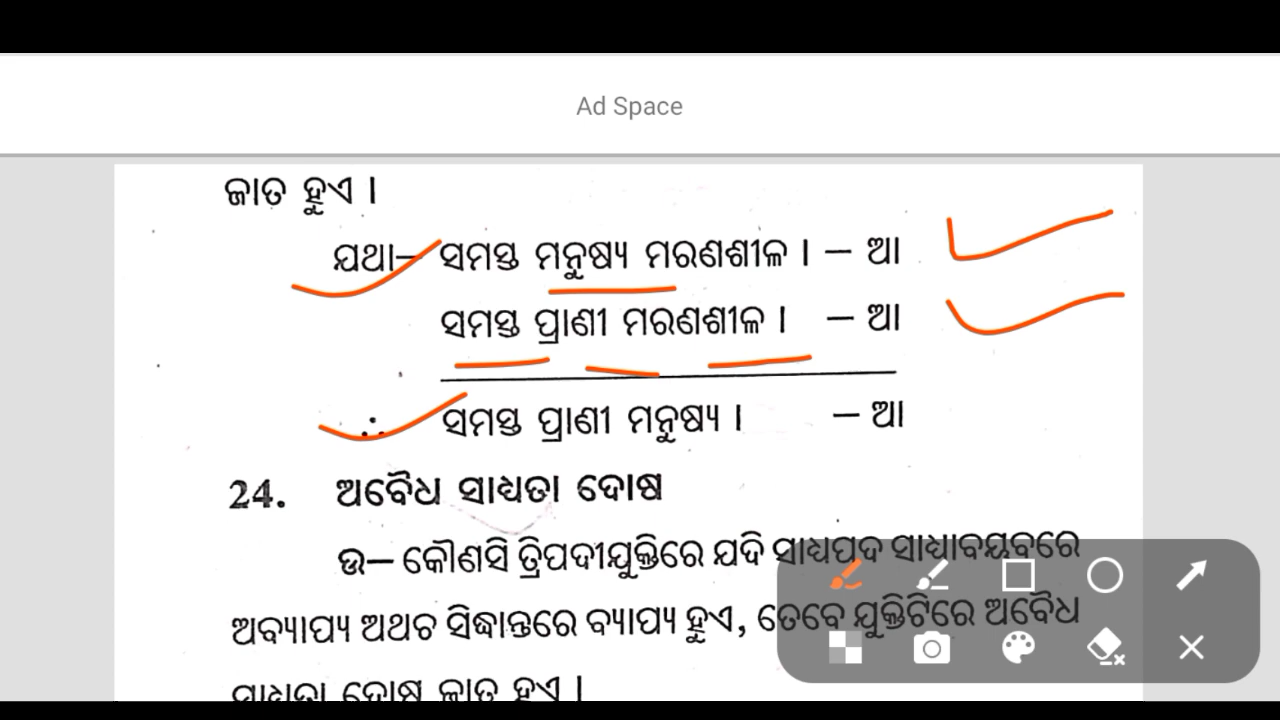 Ad Space
ଜାତ ହୁଏ ।
ଯଥା— ସମସ୍ତ ମନୁଷ୍ୟ ମରଣଶୀଳ । — ଆ
ସମସ୍ତ ପ୍ରାଣୀ ମରଣଶୀଳ । — ଆ
∴ ସମସ୍ତ ପ୍ରାଣୀ ମନୁଷ୍ୟ । — ଆ
24. ଅବୈଧ ସାଧ୍ୟତା ଦୋଷ
ଉ— କୌଣସି ତ୍ରିପଦୀଯୁକ୍ତିରେ ଯଦି ସାଧ୍ୟପଦ ସାଧ୍ୟାବୟବରେ
ଅବ୍ୟାପ୍ୟ ଅଥଚ ସିଦ୍ଧାନ୍ତରେ ବ୍ୟାପ୍ୟ ହୁଏ, ତେବେ ଯୁକ୍ତିଟିରେ ଅବୈଧ
ସାଧ୍ୟତା ଦୋଷ ଜାତ ହୁଏ ।